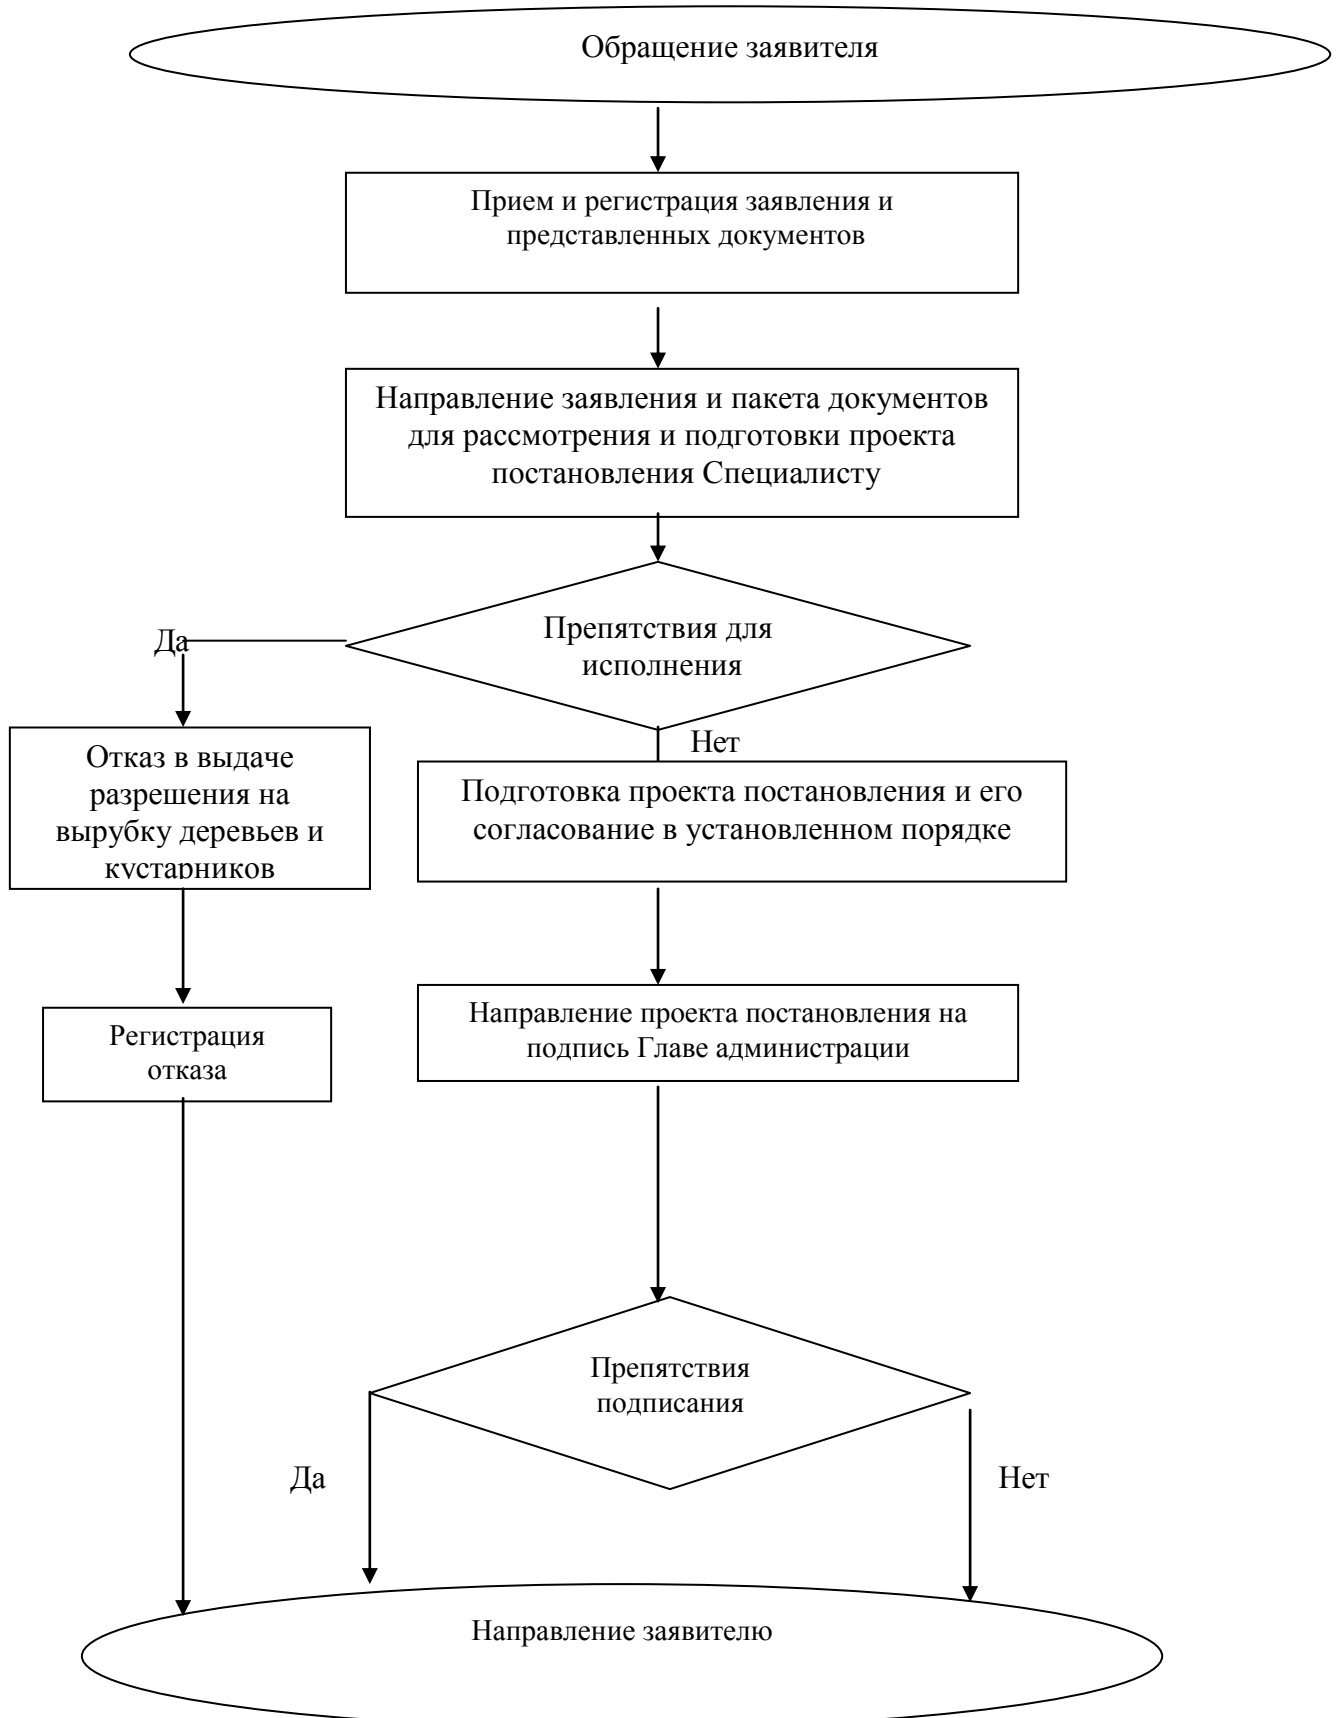 Обращение заявителя
Прием и регистрация заявления и
представленных документов
Направление заявления и пакета документов
для рассмотрения и подготовки проекта
постановления Специалисту
Да
Препятствия для
исполнения
Нет
Отказ в выдаче
разрешения на
вырубку деревьев и
кустарников
Подготовка проекта постановления и его
согласование в установленном порядке
Регистрация
отказа
Направление проекта постановления на
подпись Главе администрации
Препятствия
подписания
Да
Нет
Направление заявителю